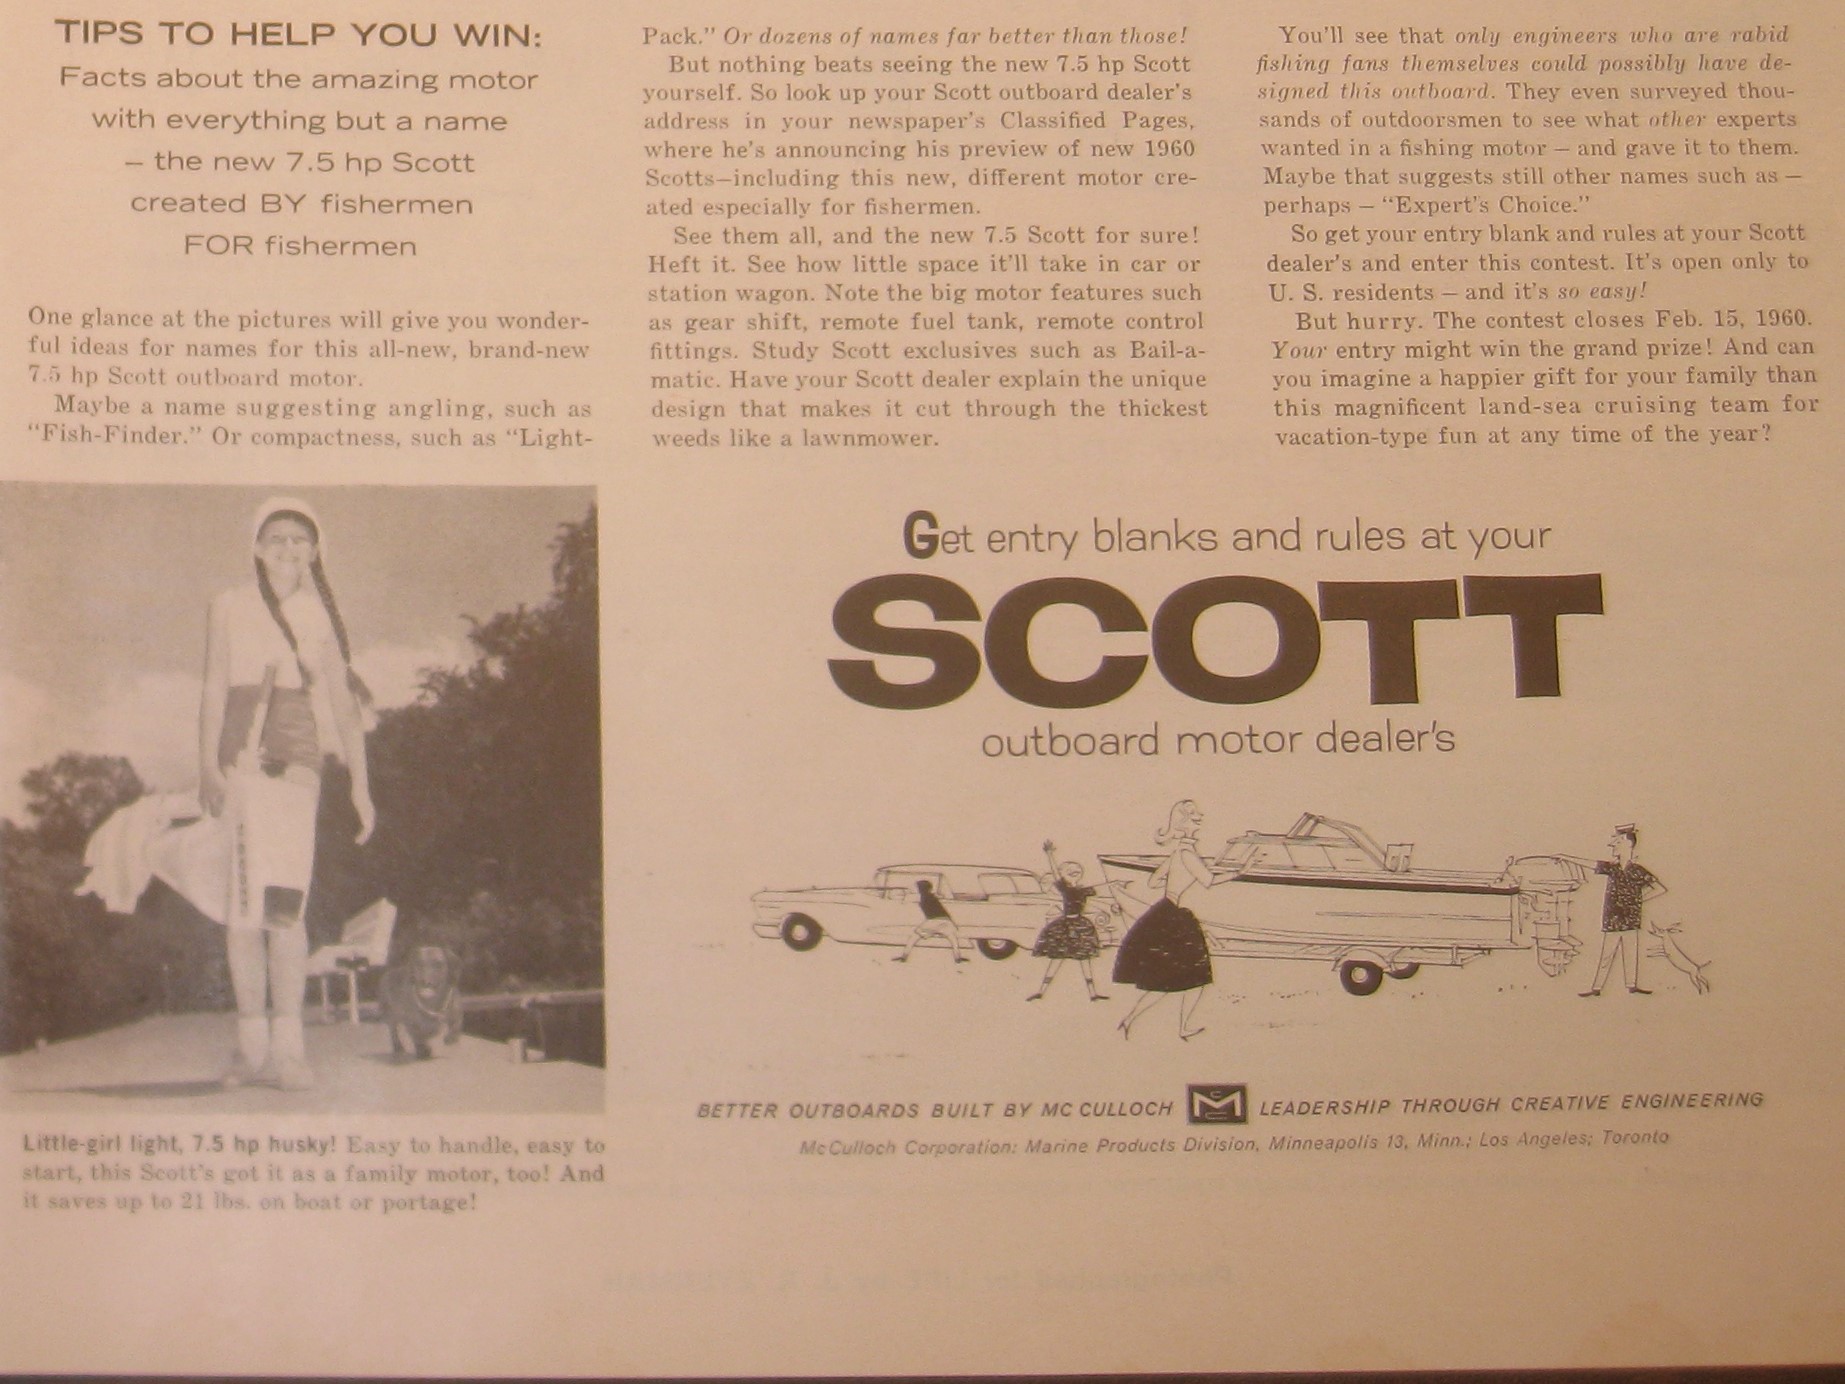 TIPS TO HELP YOU WIN:
Facts about the amazing motor
with everything but a name
– the new 7.5 hp Scott
created BY fishermen
FOR fishermen
One glance at the pictures will give you wonder-
ful ideas for names for this all-new, brand-new
7.5 hp Scott outboard motor.
Maybe a name suggesting angling, such as
“Fish-Finder.” Or compactness, such as “Light-
Pack.” Or dozens of names far better than those!
But nothing beats seeing the new 7.5 hp Scott
yourself. So look up your Scott outboard dealer's
address in your newspaper's Classified Pages,
where he's announcing his preview of new 1960
Scotts—including this new, different motor cre-
ated especially for fishermen.
See them all, and the new 7.5 Scott for sure!
Heft it. See how little space it'll take in car or
station wagon. Note the big motor features such
as gear shift, remote fuel tank, remote control
fittings. Study Scott exclusives such as Bail-a-
matic. Have your Scott dealer explain the unique
design that makes it cut through the thickest
weeds like a lawnmower.
You'll see that only engineers who are rabid
fishing fans themselves could possibly have de-
signed this outboard. They even surveyed thou-
sands of outdoorsmen to see what other experts
wanted in a fishing motor — and gave it to them.
Maybe that suggests still other names such as —
perhaps — “Expert's Choice.”
So get your entry blank and rules at your Scott
dealer's and enter this contest. It's open only to
U. S. residents — and it's so easy!
But hurry. The contest closes Feb. 15, 1960.
Your entry might win the grand prize! And can
you imagine a happier gift for your family than
this magnificent land-sea cruising team for
vacation-type fun at any time of the year?
Little-girl light, 7.5 hp husky! Easy to handle, easy to
start, this Scott's got it as a family motor, too! And
it saves up to 21 lbs. on boat or portage!
Get entry blanks and rules at your
SCOTT
outboard motor dealer's
BETTER OUTBOARDS BUILT BY MC CULLOCH M LEADERSHIP THROUGH CREATIVE ENGINEERING
McCulloch Corporation: Marine Products Division, Minneapolis 13, Minn.; Los Angeles; Toronto